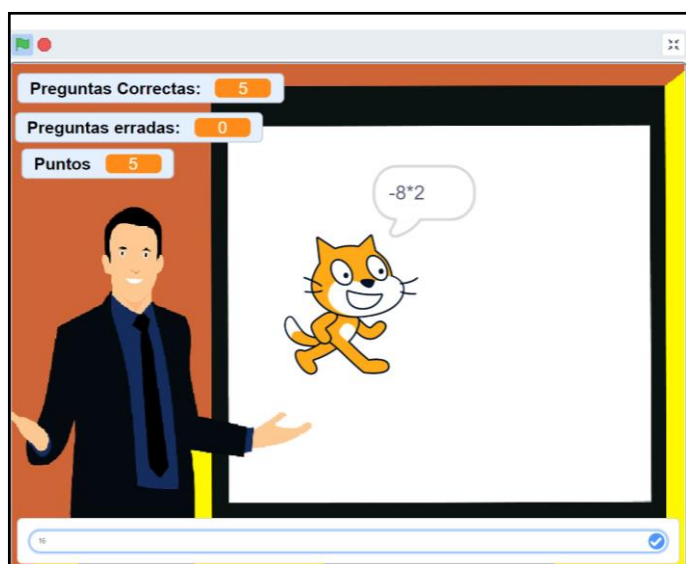 Preguntas Correctas: 5
Preguntas erradas: 0
Puntos 5
-8*2
16